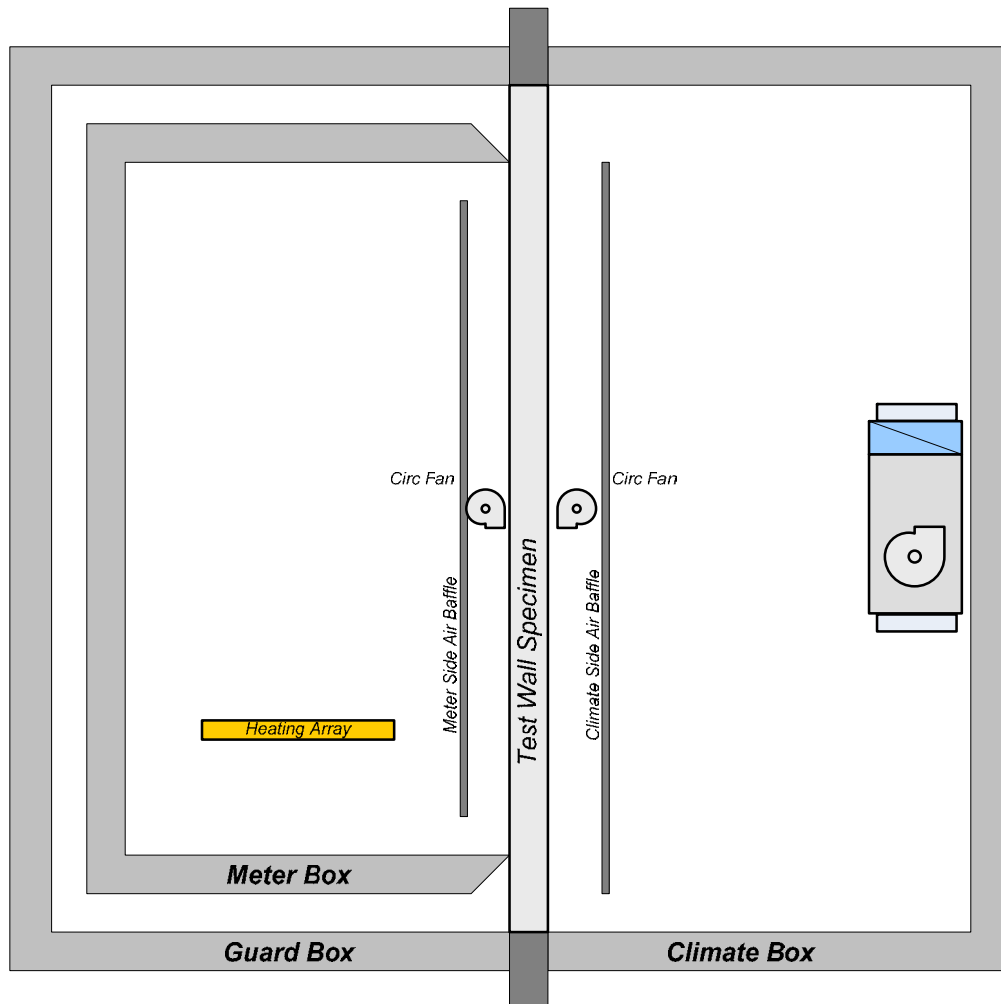 Circ Fan
Circ Fan
Meter Side Air Baffle
Test Wall Specimen
Climate Side Air Baffle
Heating Array
Meter Box
Guard Box
Climate Box